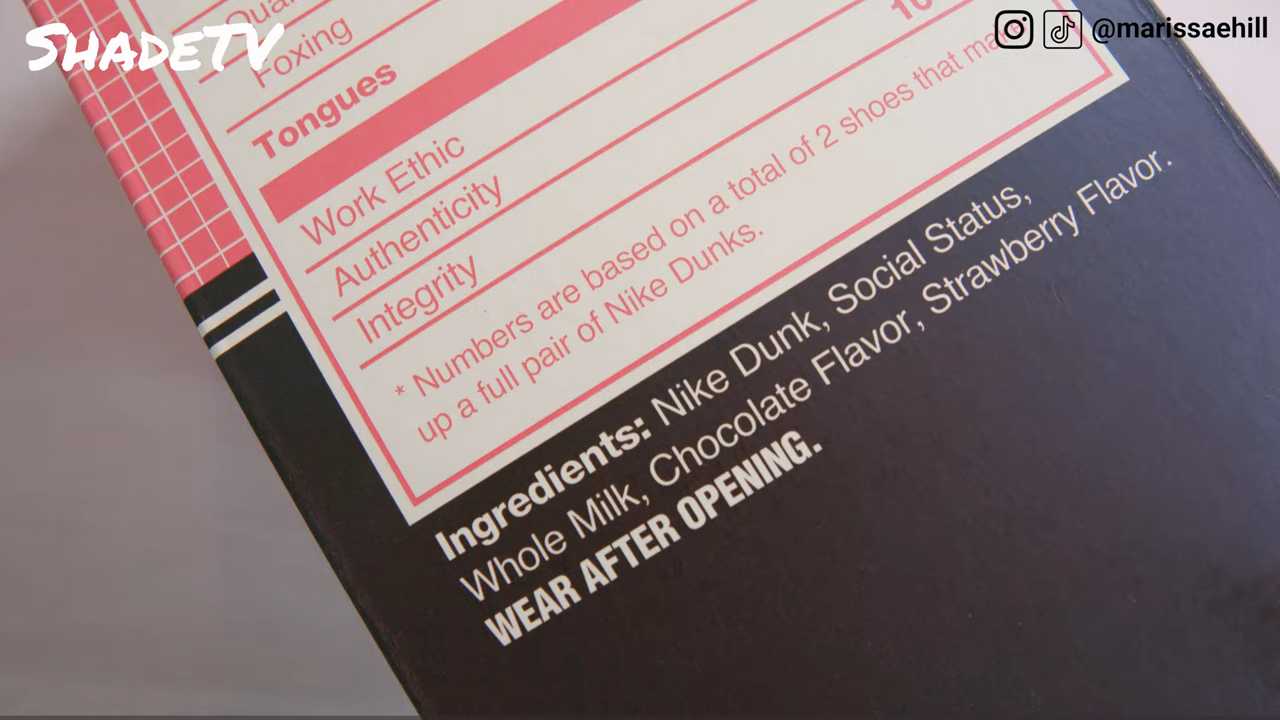 ShadeTV
@marissaehill
Foxing
Tongues
Work Ethic
Authenticity
Integrity
10
* Numbers are based on a total of 2 shoes that
up a full pair of Nike Dunks.
Ingredients: Nike Dunk, Social Status,
Whole Milk, Chocolate Flavor, Strawberry Flavor.
WEAR AFTER OPENING.